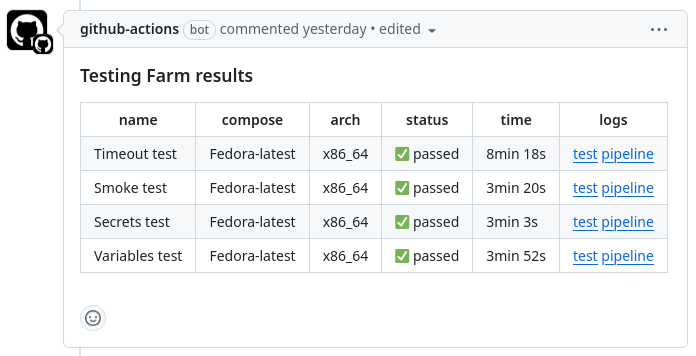 github-actions bot commented yesterday • edited
Testing Farm results
name compose arch status time logs
Timeout test Fedora-latest x86_64 ✅ passed 8min 18s test pipeline
Smoke test Fedora-latest x86_64 ✅ passed 3min 20s test pipeline
Secrets test Fedora-latest x86_64 ✅ passed 3min 3s test pipeline
Variables test Fedora-latest x86_64 ✅ passed 3min 52s test pipeline